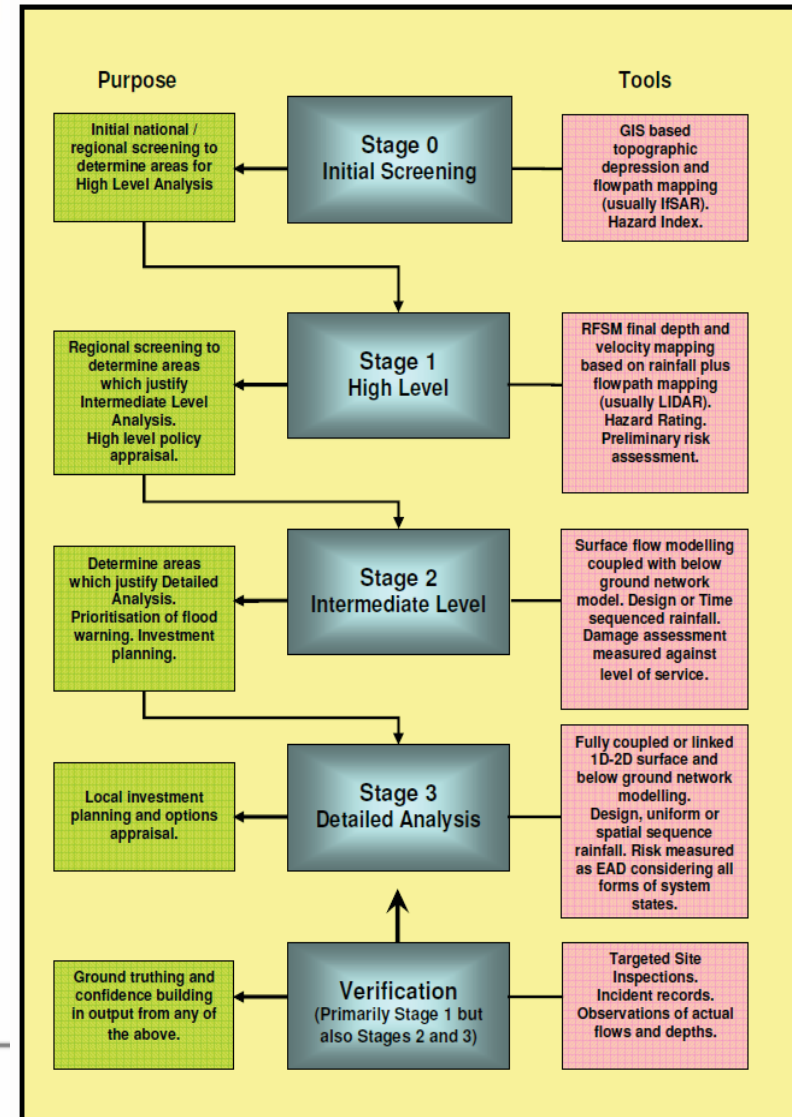 Purpose
Tools
Initial national /
regional screening to
determine areas for
High Level Analysis
Stage 0
Initial Screening
GIS based
topographic
depression and
flowpath mapping
(usually IfSAR).
Hazard Index.
Regional screening to
determine areas
which justify
Intermediate Level
Analysis.
High level policy
appraisal.
Stage 1
High Level
RFSM final depth and
velocity mapping
based on rainfall plus
flowpath mapping
(usually LIDAR).
Hazard Rating.
Preliminary risk
assessment.
Determine areas
which justify Detailed
Analysis.
Prioritisation of flood
warning. Investment
planning.
Stage 2
Intermediate Level
Surface flow modelling
coupled with below
ground network
model. Design or Time
sequenced rainfall.
Damage assessment
measured against
level of service.
Local investment
planning and options
appraisal.
Stage 3
Detailed Analysis
Fully coupled or linked
1D-2D surface and
below ground network
modelling.
Design, uniform or
spatial sequence
rainfall. Risk measured
as EAD considering all
forms of system
states.
Ground truthing and
confidence building
in output from any of
the above.
Verification
(Primarily Stage 1 but
also Stages 2 and 3)
Targeted Site
Inspections.
Incident records.
Observations of actual
flows and depths.